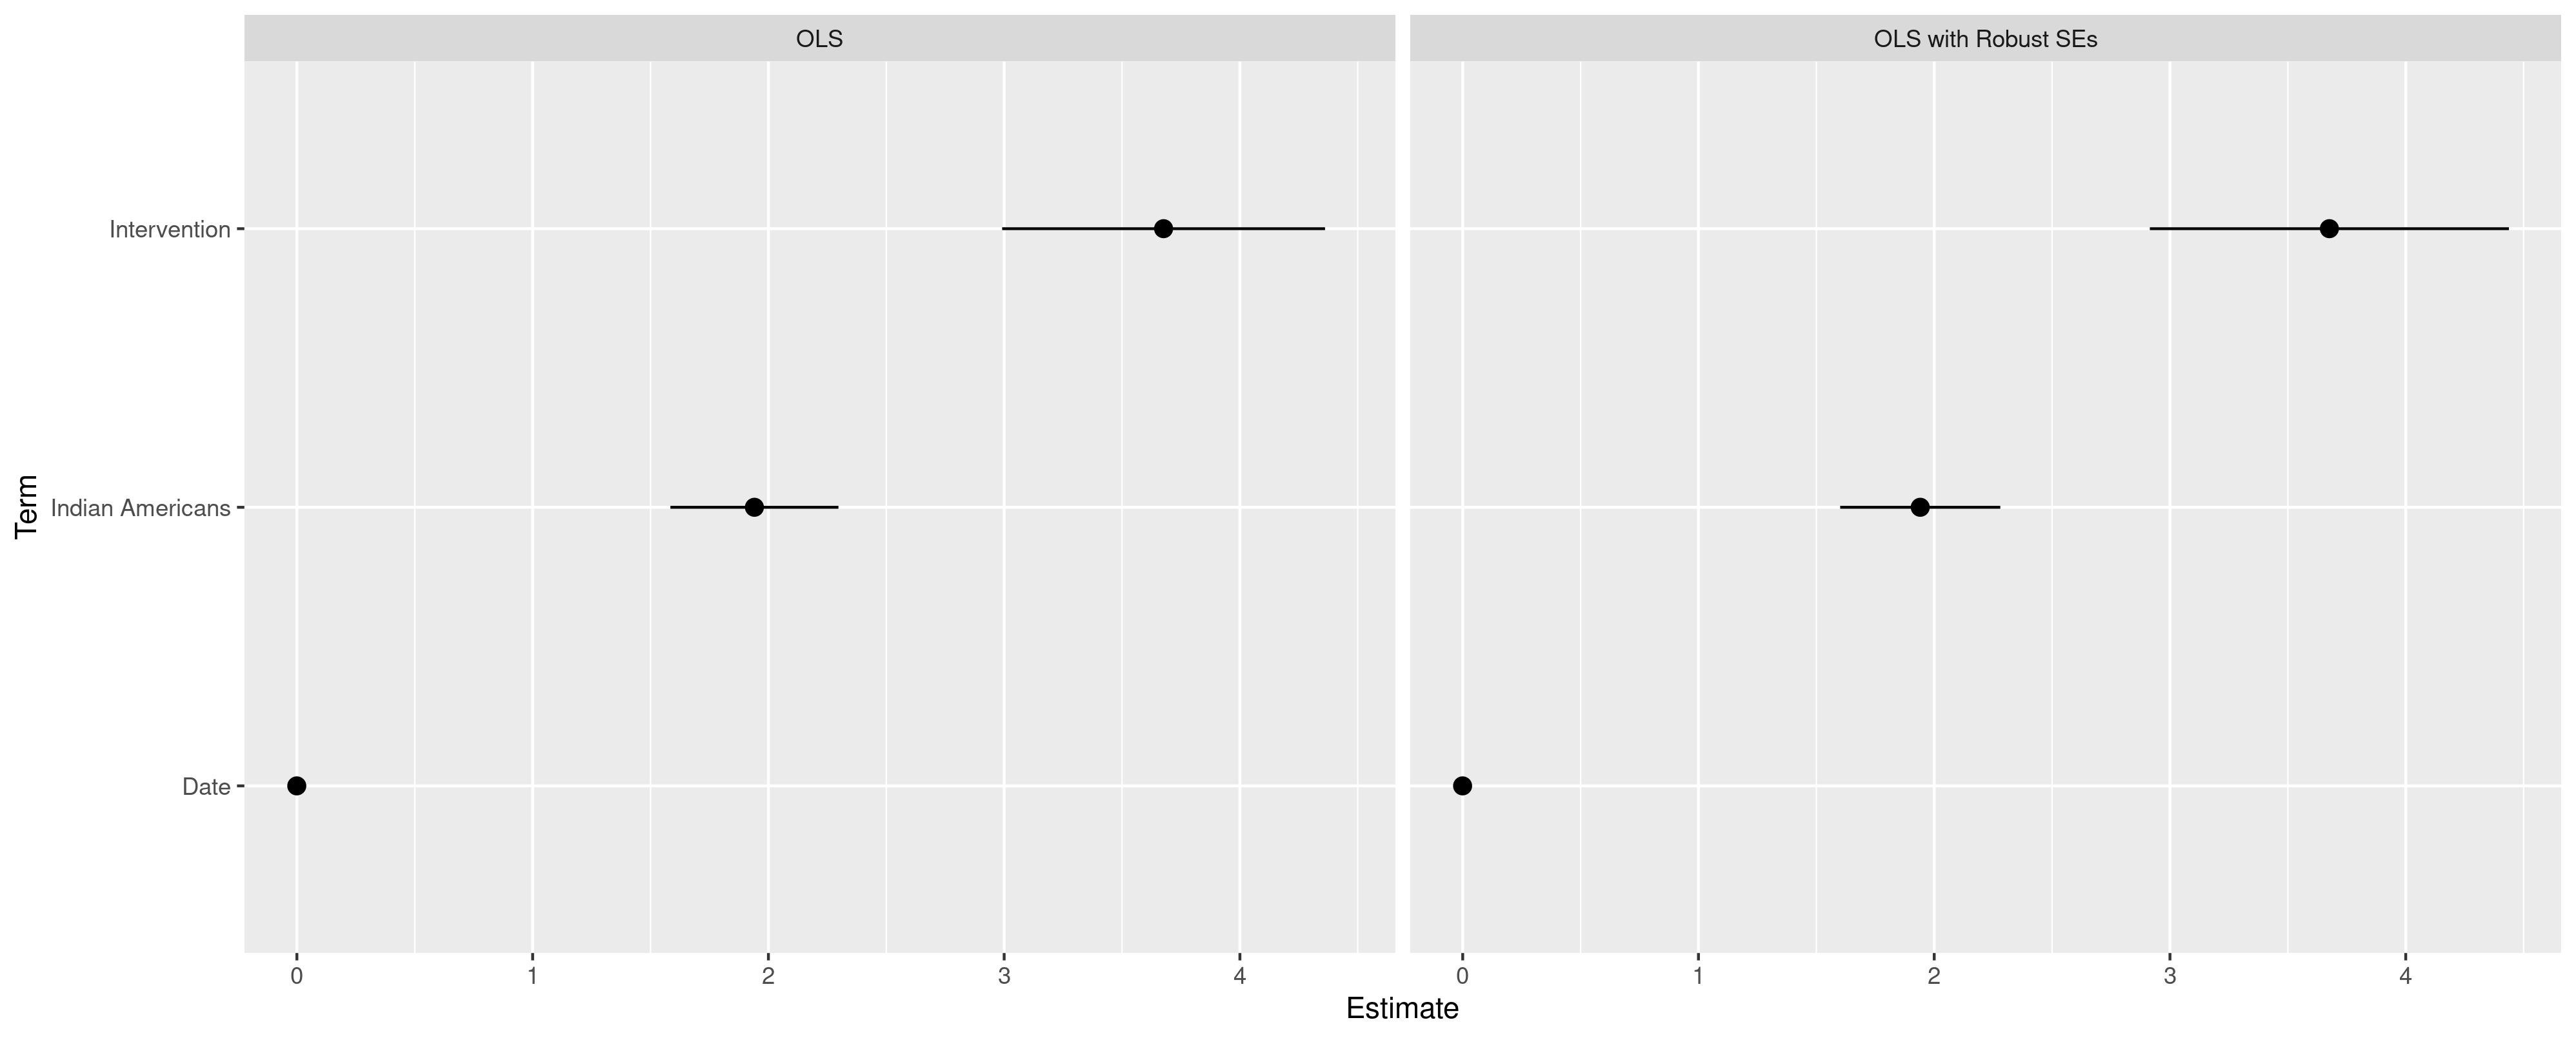 OLS
OLS with Robust SEs
Term
Intervention
Indian Americans
Date
0 1 2 3 4
0 1 2 3 4
Estimate